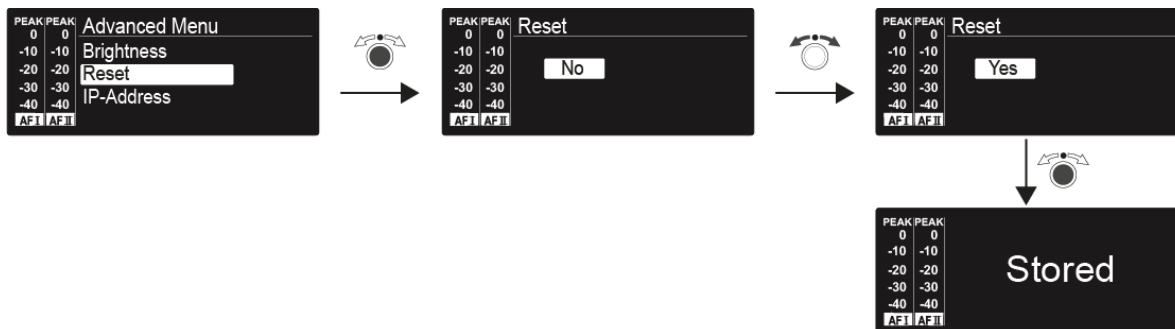 PEAK PEAK Advanced Menu
0 0
-10 -10 Brightness
-20 -20 Reset
-30 -30 IP-Address
-40 -40
AF I AF II
PEAK PEAK Reset
0 0
-10 -10
-20 -20 No
-30 -30
-40 -40
AF I AF II
PEAK PEAK Reset
0 0
-10 -10
-20 -20 Yes
-30 -30
-40 -40
AF I AF II
PEAK PEAK
0 0
-10 -10
-20 -20 Stored
-30 -30
-40 -40
AF I AF II